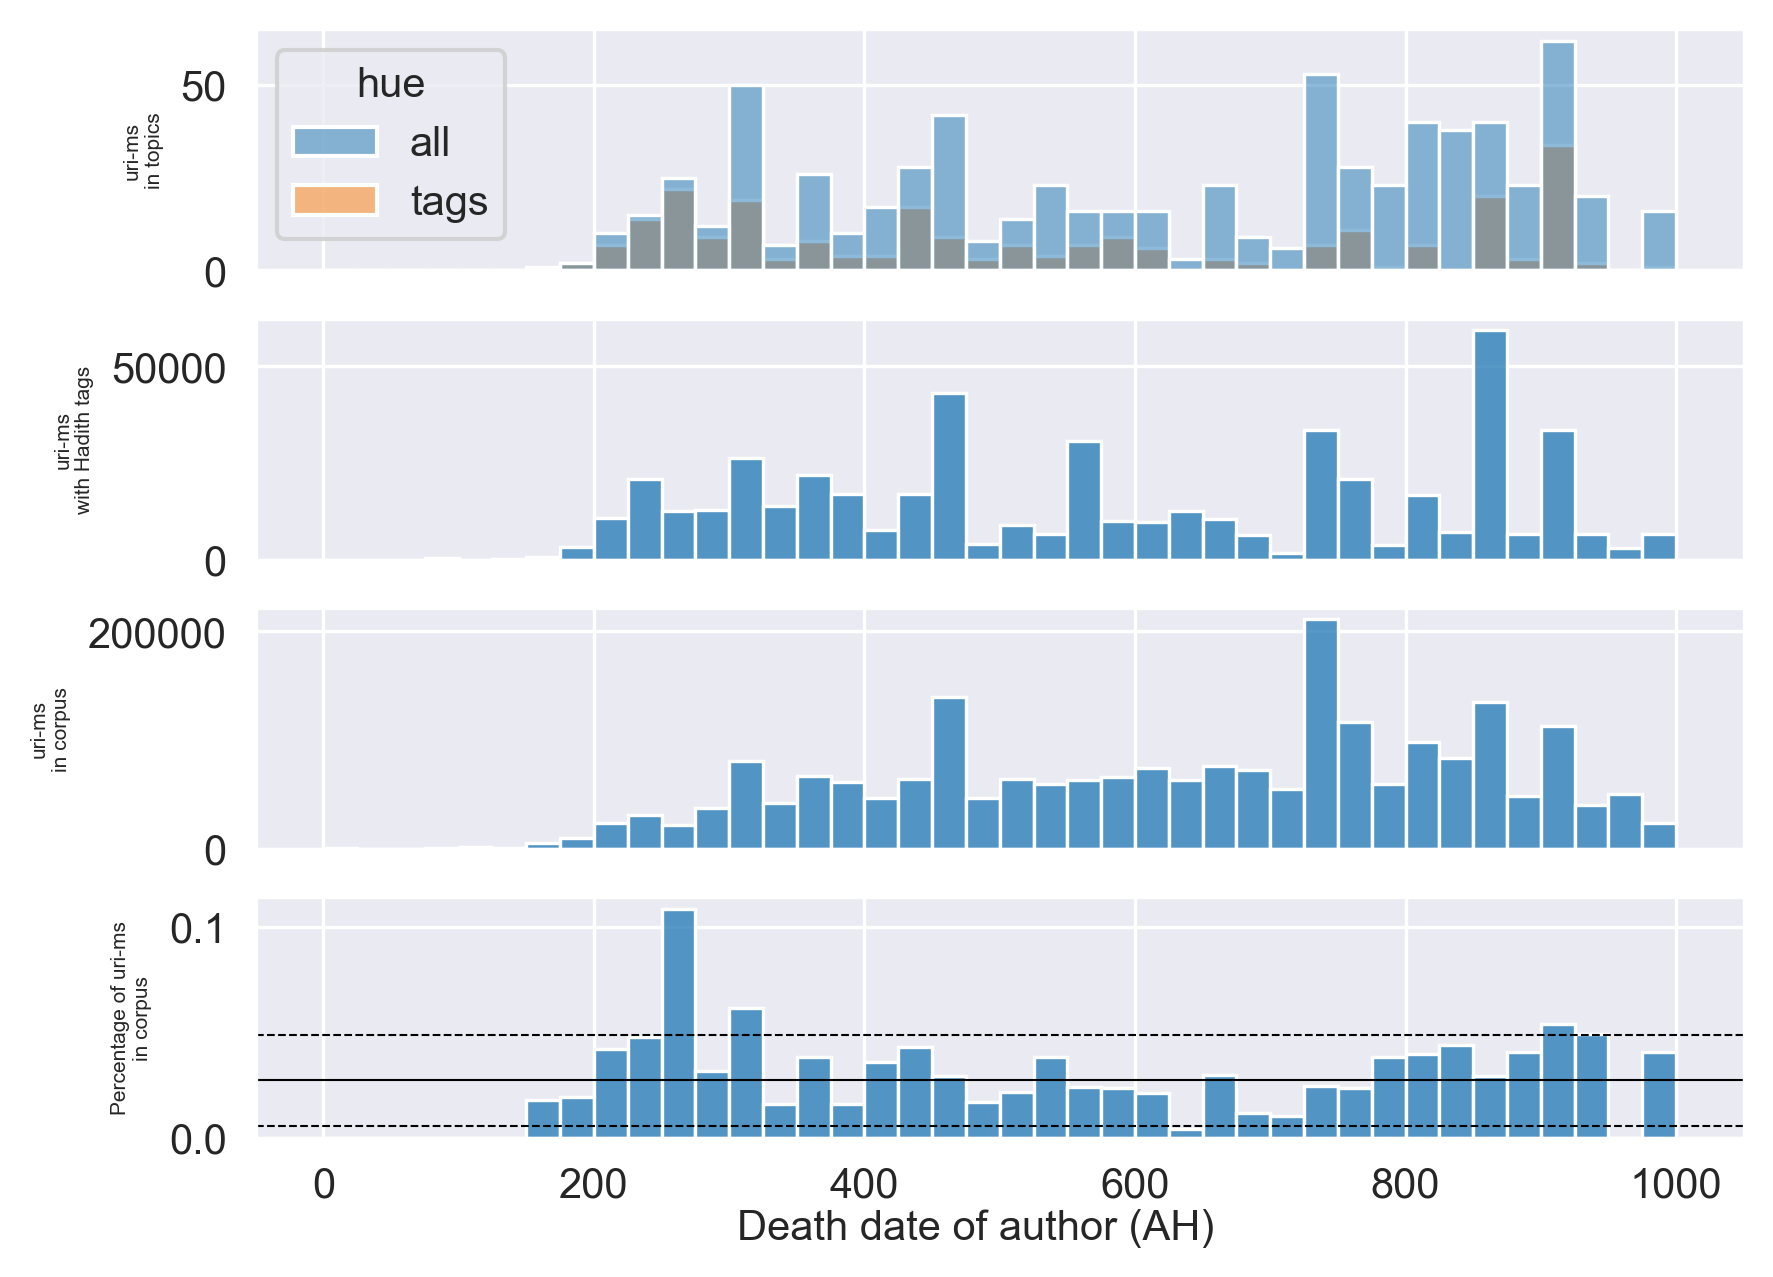 hue
all
tags
50
0
uri-ms
in topics
50000
0
uri-ms
with Hadith tags
200000
0
uri-ms
in corpus
0.1
0.0
Percentage of uri-ms
in corpus
0 200 400 600 800 1000
Death date of author (AH)